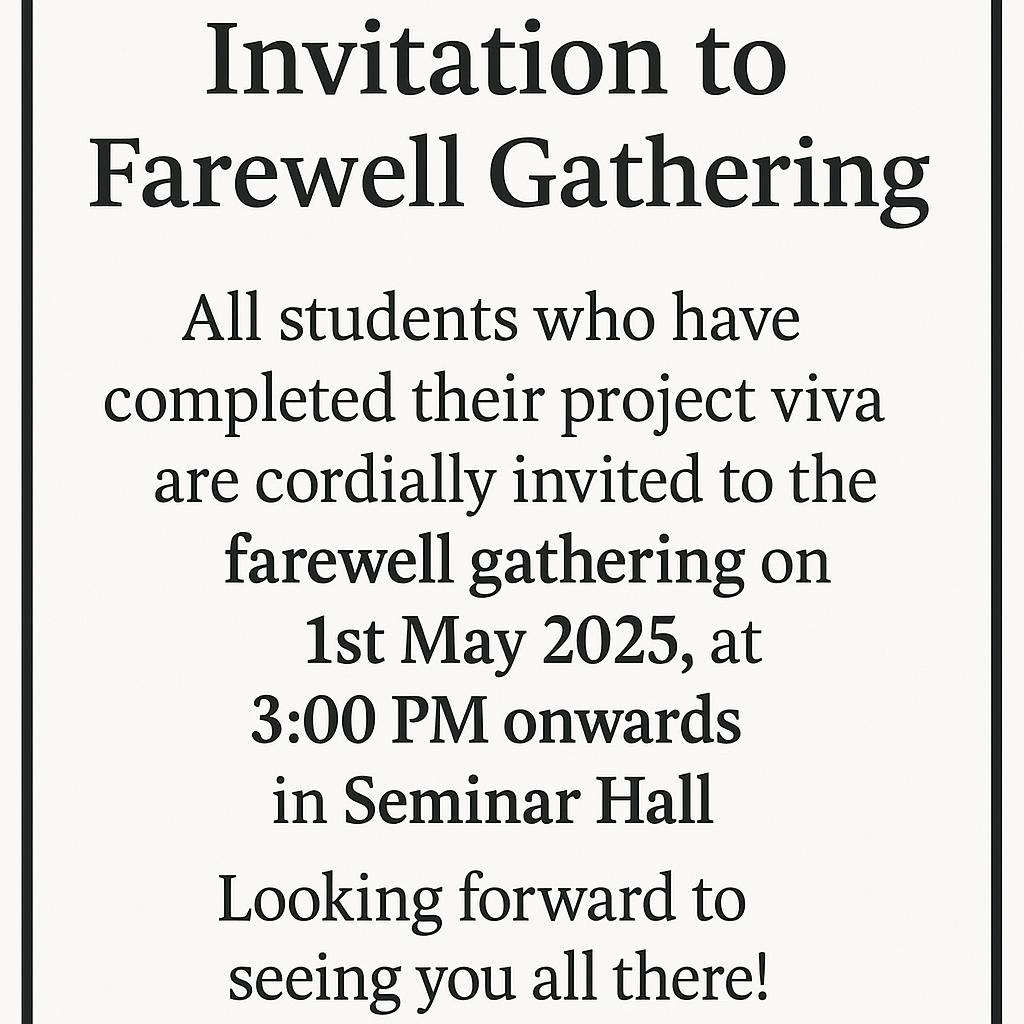 Invitation to
Farewell Gathering
All students who have
completed their project viva
are cordially invited to the
farewell gathering on
1st May 2025, at
3:00 PM onwards
in Seminar Hall
Looking forward to
seeing you all there!